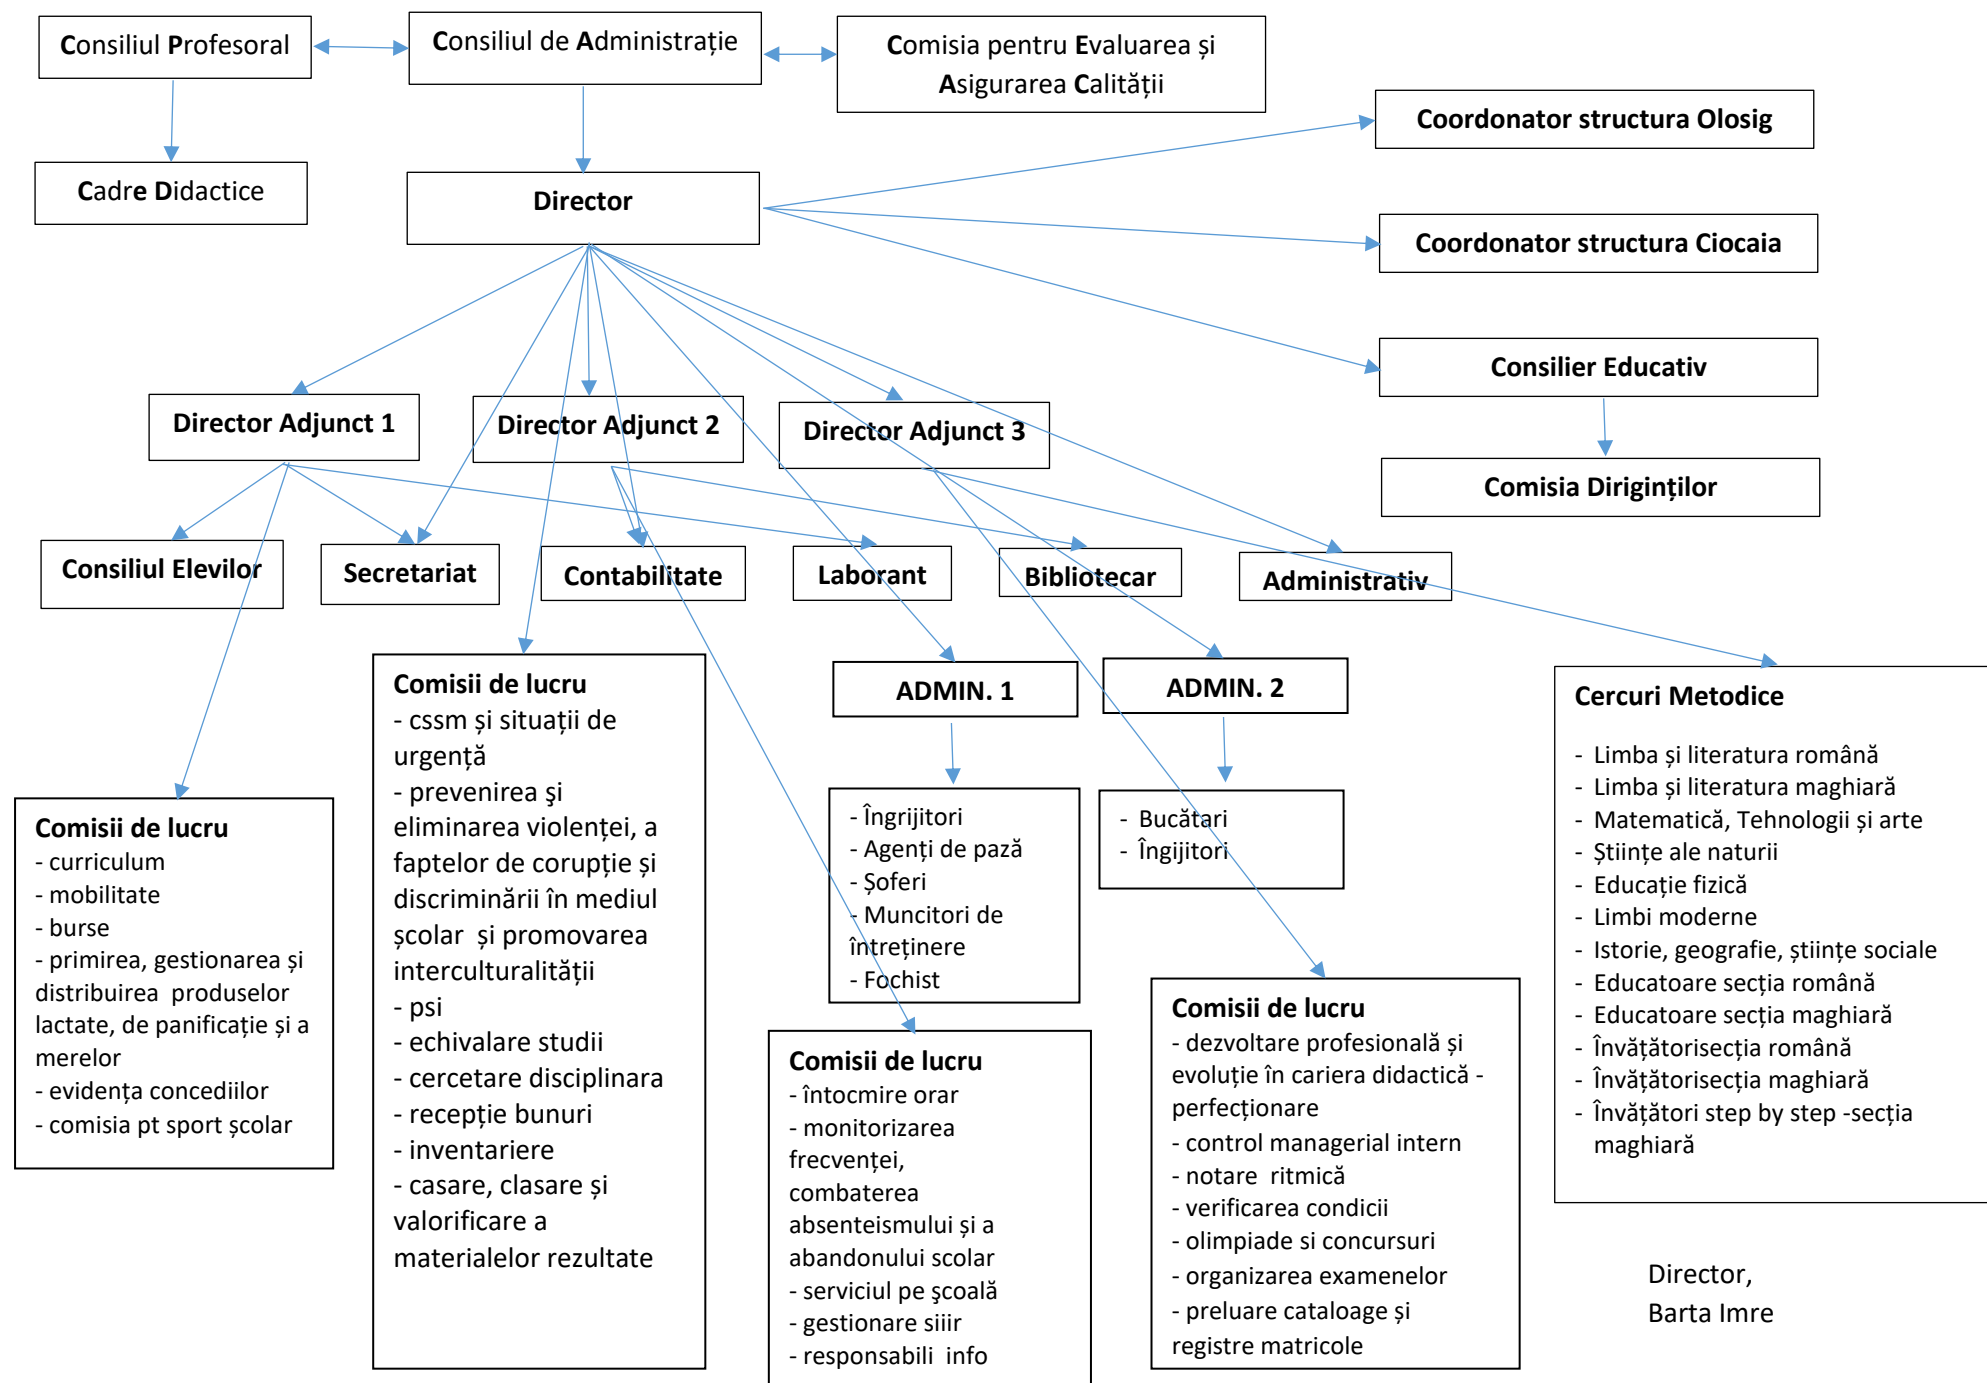 Consiliul Profesoral
Consiliul de Administrație
Comisia pentru Evaluarea și
Asigurarea Calității
Coordonator structura Olosig
Cadre Didactice
Director
Coordonator structura Ciocaia
Consilier Educativ
Director Adjunct 1
Director Adjunct 2
Director Adjunct 3
Comisia Diriginților
Consiliul Elevilor
Secretariat
Contabilitate
Laborant
Bibliotecar
Administrativ
Comisii de lucru
- curriculum
- mobilitate
- burse
- primirea, gestionarea și
distribuirea produselor
lactate, de panificație și a
merelor
- evidența concediilor
- comisia pt sport școlar
Comisii de lucru
- cssm și situații de
urgență
- prevenirea şi
eliminarea violenței, a
faptelor de corupție și
discriminării în mediul
școlar și promovarea
interculturalității
- psi
- echivalare studii
- cercetare disciplinara
- recepție bunuri
- inventariere
- casare, clasare și
valorificare a
materialelor rezultate
ADMIN. 1
- Îngrijitori
- Agenți de pază
- Șoferi
- Muncitori de
întreținere
- Fochist
ADMIN. 2
- Bucătari
- Îngijitori
Comisii de lucru
- întocmire orar
- monitorizarea
frecvenței,
combaterea
absenteismului și a
abandonului scolar
- serviciul pe şcoală
- gestionare siiir
- responsabili info
Comisii de lucru
- dezvoltare profesională și
evoluție în cariera didactică -
perfecționare
- control managerial intern
- notare ritmică
- verificarea condicii
- olimpiade si concursuri
- organizarea examenelor
- preluare cataloage și
registre matricole
Cercuri Metodice
- Limba și literatura română
- Limba și literatura maghiară
- Matematică, Tehnologii și arte
- Științe ale naturii
- Educație fizică
- Limbi moderne
- Istorie, geografie, științe sociale
- Educatoare secția română
- Educatoare secția maghiară
- Învățătorisecția română
- Învățătorisecția maghiară
- Învățători step by step -secția
maghiară
Director,
Barta Imre